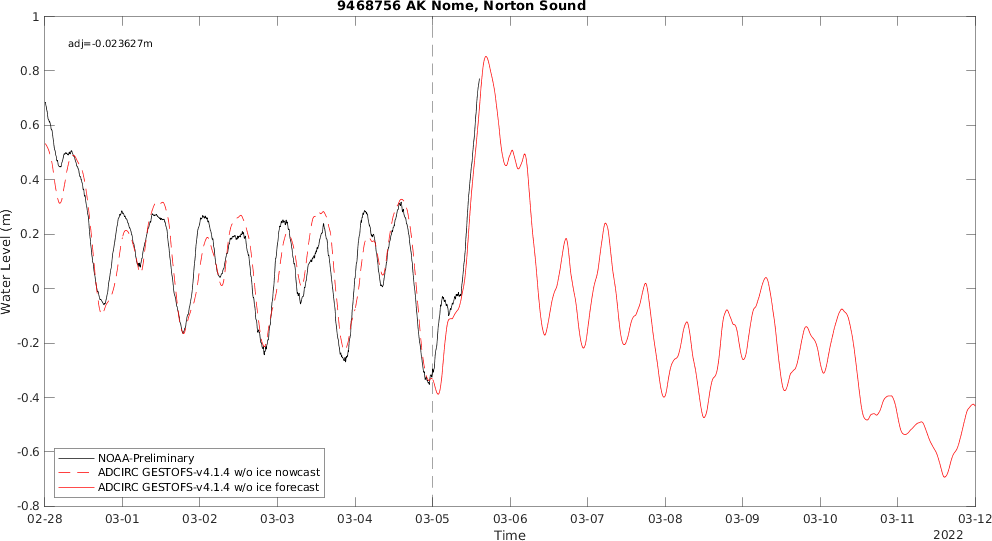 9468756 AK Nome, Norton Sound
adj=-0.023627m
Water Level (m)
1
0.8
0.6
0.4
0.2
0
-0.2
-0.4
-0.6
-0.8
NOAA-Preliminary
ADCIRC GESTOFS-v4.1.4 w/o ice nowcast
ADCIRC GESTOFS-v4.1.4 w/o ice forecast
02-28 03-01 03-02 03-03 03-04 03-05 03-06 03-07 03-08 03-09 03-10 03-11 03-12
Time
2022